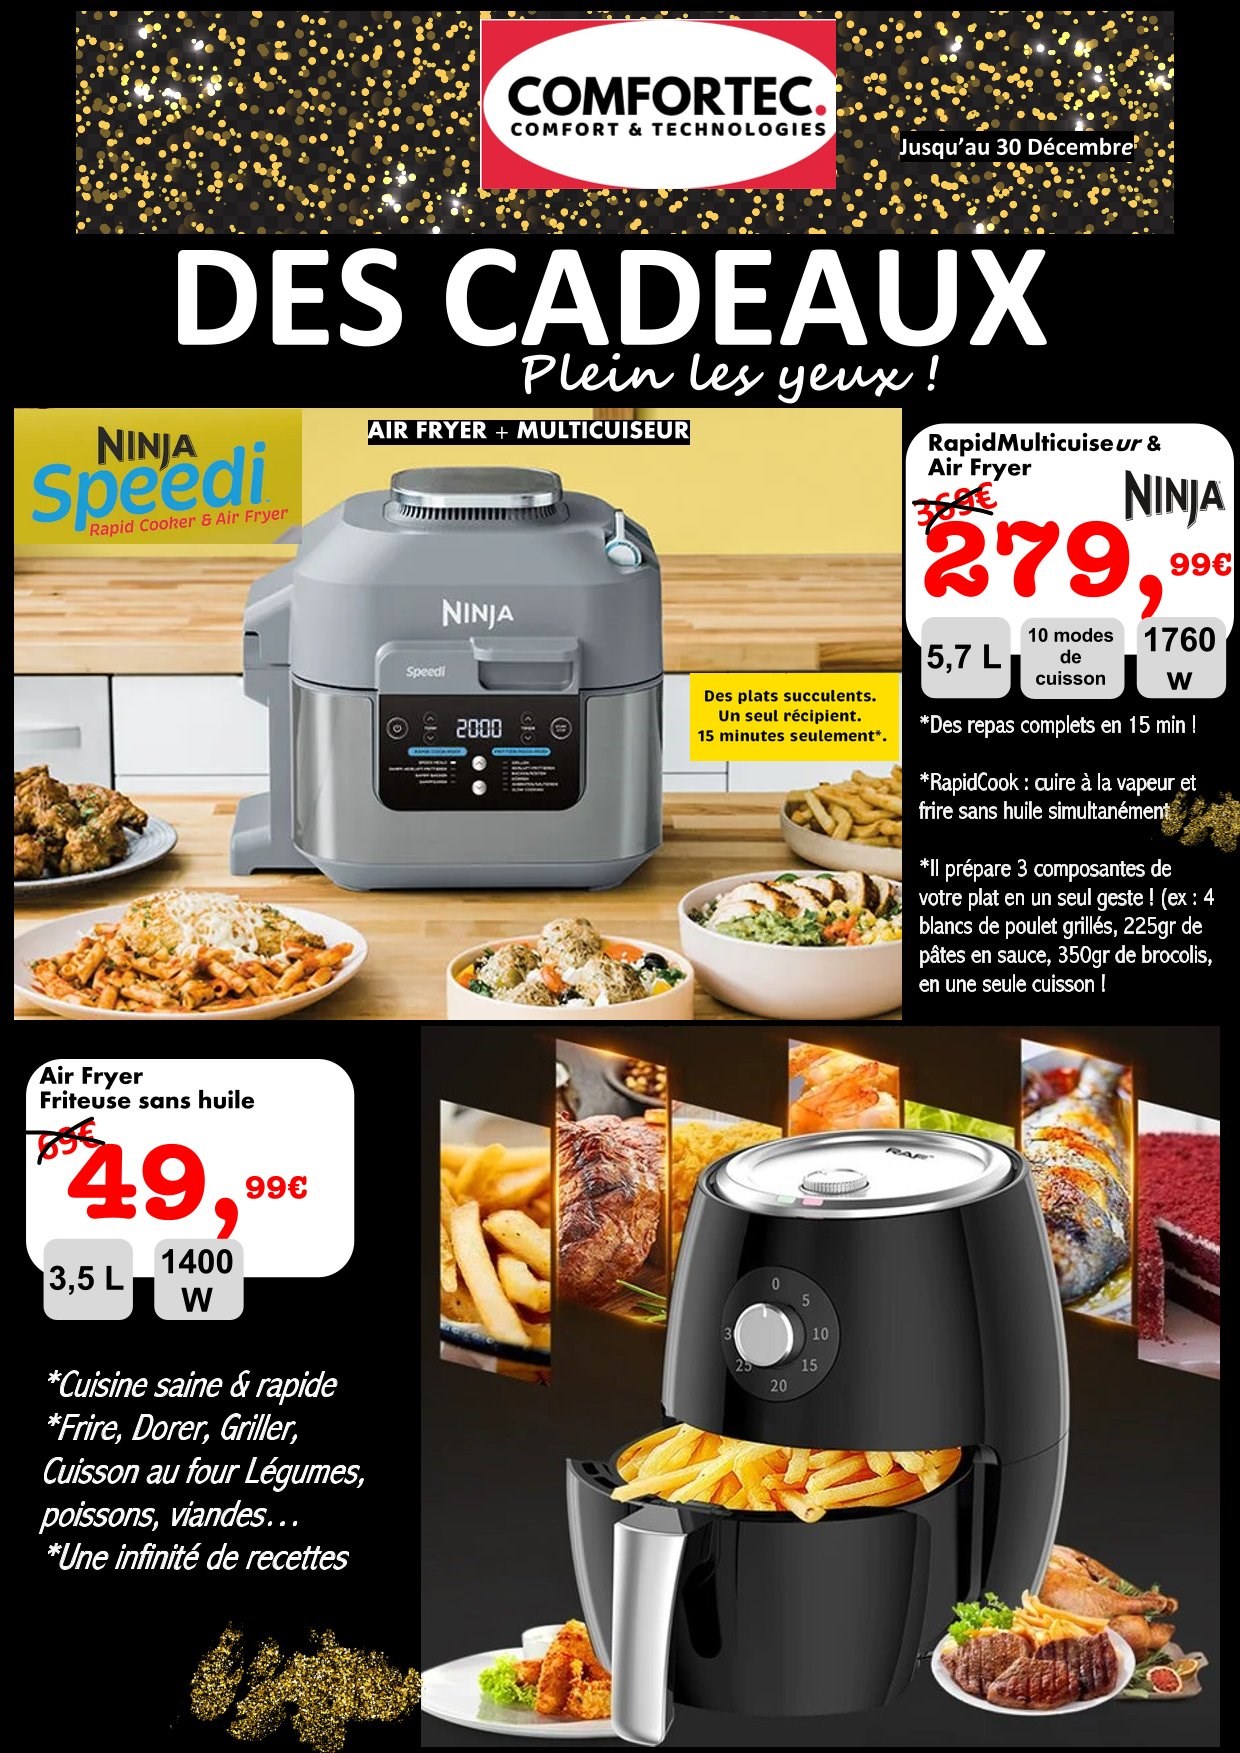 COMFORTEC.
COMFORT & TECHNOLOGIES
Jusqu'au 30 Décembre
DES CADEAUX
Plein les yeux !
NINJA
Speedi
Rapid Cooker & Air Fryer
AIR FRYER + MULTICUISEUR
NINJA
Speedi
2000
Des plats succulents.
Un seul récipient.
15 minutes seulement*.
RapidMulticuiseur &
Air Fryer
369€
NINJA
279,99€
5,7 L
10 modes
de
cuisson
1760
W
*Des repas complets en 15 min !
*RapidCook : cuire à la vapeur et
frire sans huile simultanément
*Il prépare 3 composantes de
votre plat en un seul geste ! (ex : 4
blancs de poulet grillés, 225gr de
pâtes en sauce, 350gr de brocolis,
en une seule cuisson !
Air Fryer
Friteuse sans huile
69€
49,99€
3,5 L
1400
W
*Cuisine saine & rapide
*Frire, Dorer, Griller,
Cuisson au four Légumes,
poissons, viandes...
*Une infinité de recettes
RAF
0
5
10
15
20
25
3